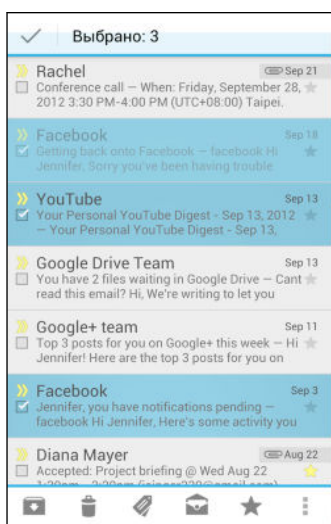 Выбрано: 3
Rachel Sep 21
Conference call – When: Friday, September 28,
2012 3:30 PM-4:00 PM (UTC+08:00) Taipei.
Facebook Sep 18
Getting back onto Facebook – facebook Hi
Jennifer, Sorry you've been having trouble
YouTube Sep 13
Your Personal YouTube Digest - Sep 13, 2012
– Your Personal YouTube Digest - Sep 13,
Google Drive Team Sep 13
You have 2 files waiting in Google Drive – Cant
read this email? Hi, We're writing to let you
Google+ team Sep 11
Top 3 posts for you on Google+ this week – Hi
Jennifer! Here are the top 3 posts for you on
Facebook Sep 3
Jennifer, you have notifications pending –
facebook Hi Jennifer, Here's some activity you
Diana Mayer Aug 22
Accepted: Project briefing @ Wed Aug 22